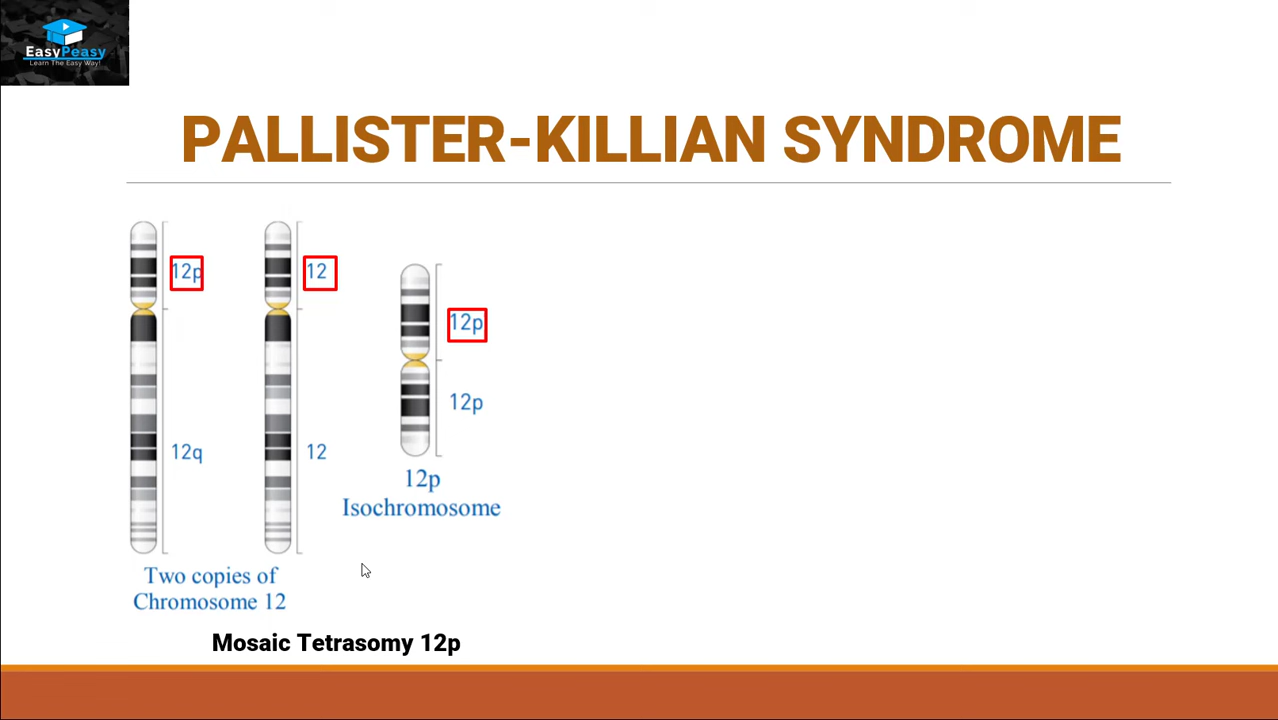 EasyPeasy
Learn The Easy Way!
PALLISTER-KILLIAN SYNDROME
12p
12
12p
12p
12q
12
12p
Isochromosome
Two copies of
Chromosome 12
Mosaic Tetrasomy 12p